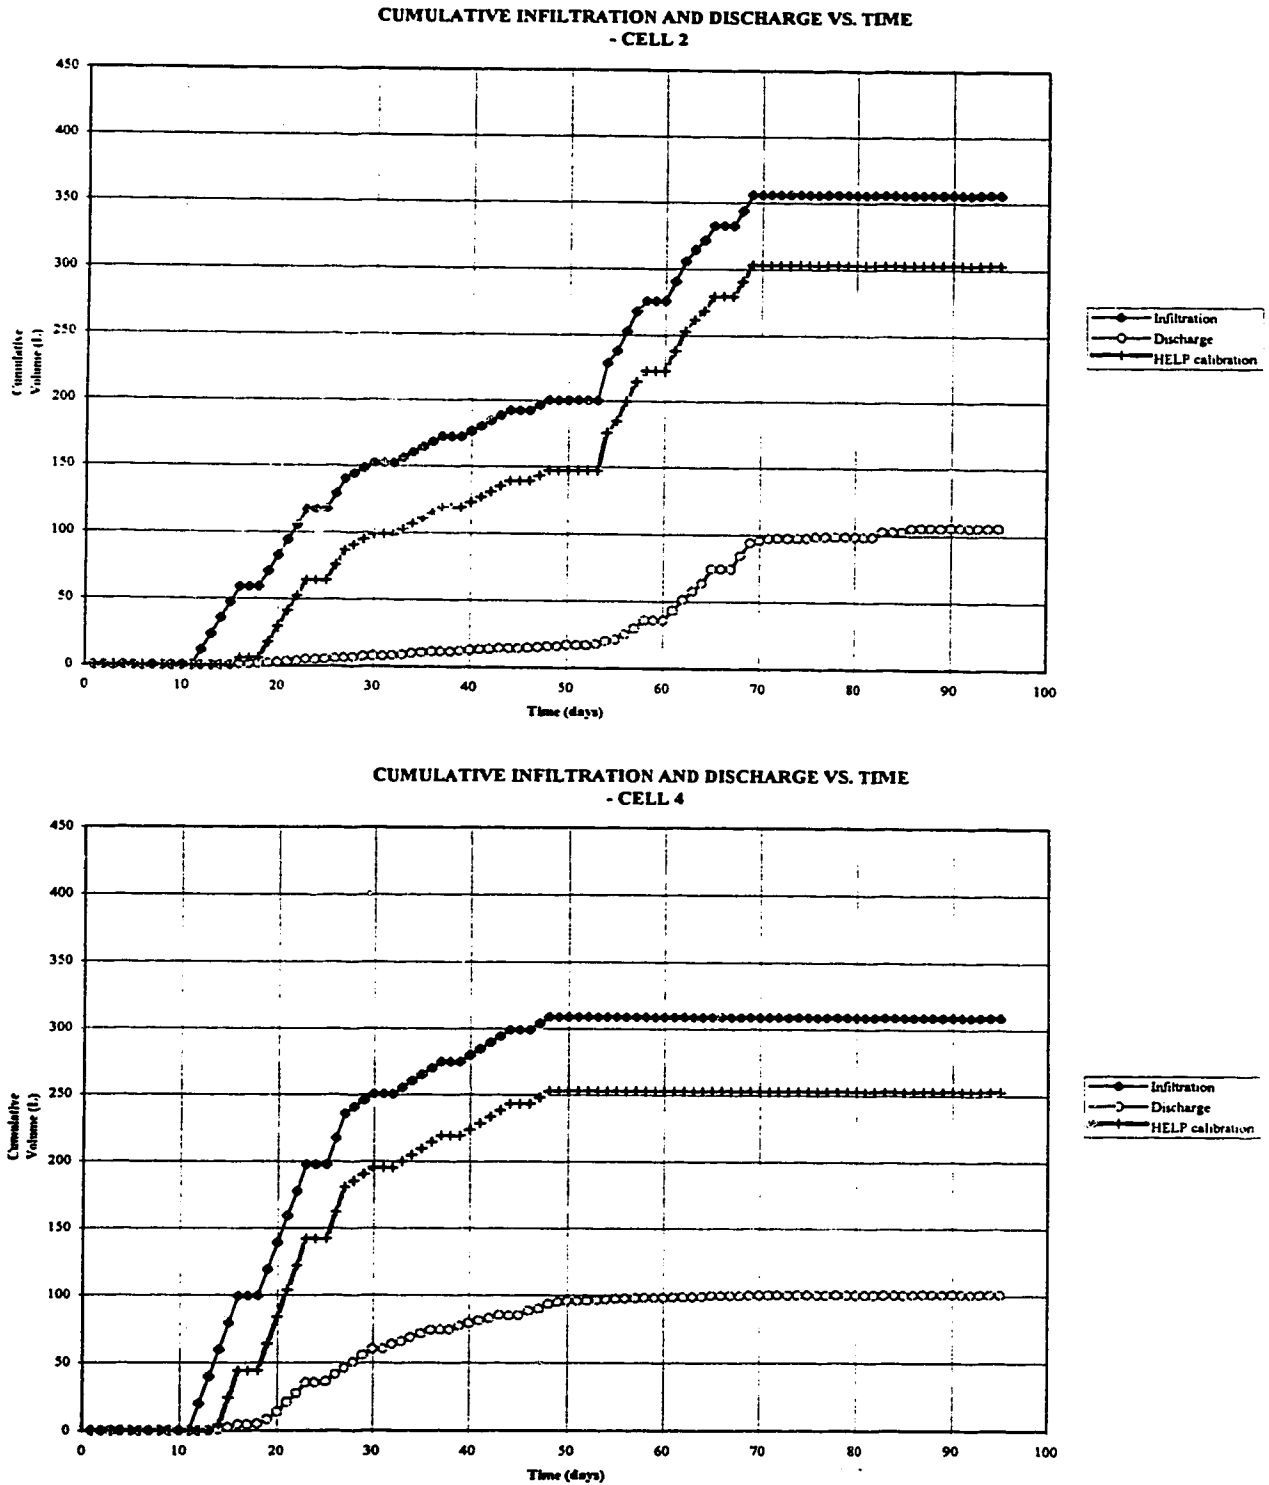 CUMULATIVE INFILTRATION AND DISCHARGE VS. TIME
- CELL 2
450
400
350
300
250
200
150
100
50
0
Cumulative
Volume (L)
0 10 20 30 40 50 60 70 80 90 100
Time (days)
Infiltration
Discharge
HELP calibration
CUMULATIVE INFILTRATION AND DISCHARGE VS. TIME
- CELL 4
450
400
350
300
250
200
150
100
50
0
Cumulative
Volume (L)
0 10 20 30 40 50 60 70 80 90 100
Time (days)
Infiltration
Discharge
HELP calibration